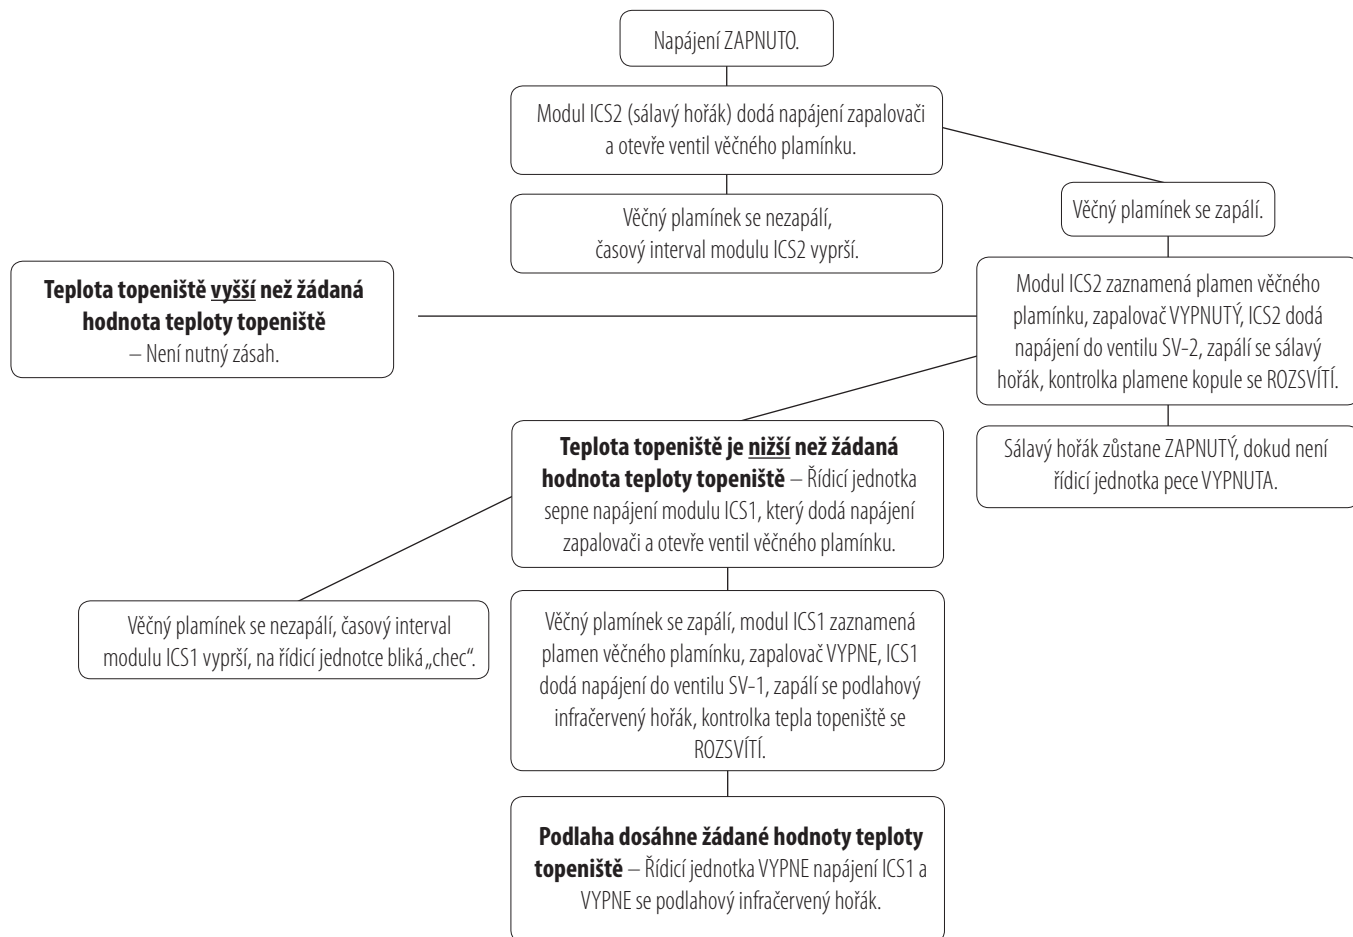 Napájení ZAPNUTO.
Modul ICS2 (sálavý hořák) dodá napájení zapalovači
a otevře ventil věčného plamínku.
Věčný plamínek se nezapálí,
časový interval modulu ICS2 vyprší.
Věčný plamínek se zapálí.
Teplota topeniště vyšší než žádaná
hodnota teploty topeniště
– Není nutný zásah.
Modul ICS2 zaznamená plamen věčného
plamínku, zapalovač VYPNUTÝ, ICS2 dodá
napájení do ventilu SV-2, zapálí se sálavý
hořák, kontrolka plamene kopule se ROZSVÍTÍ.
Teplota topeniště je nižší než žádaná
hodnota teploty topeniště – Řídicí jednotka
sepne napájení modulu ICS1, který dodá napájení
zapalovači a otevře ventil věčného plamínku.
Sálavý hořák zůstane ZAPNUTÝ, dokud není
řídicí jednotka pece VYPNUTA.
Věčný plamínek se nezapálí, časový interval
modulu ICS1 vyprší, na řídicí jednotce bliká „chec“.
Věčný plamínek se zapálí, modul ICS1 zaznamená
plamen věčného plamínku, zapalovač VYPNE, ICS1
dodá napájení do ventilu SV-1, zapálí se podlahový
infračervený hořák, kontrolka tepla topeniště se
ROZSVÍTÍ.
Podlaha dosáhne žádané hodnoty teploty
topeniště – Řídicí jednotka VYPNE napájení ICS1 a
VYPNE se podlahový infračervený hořák.